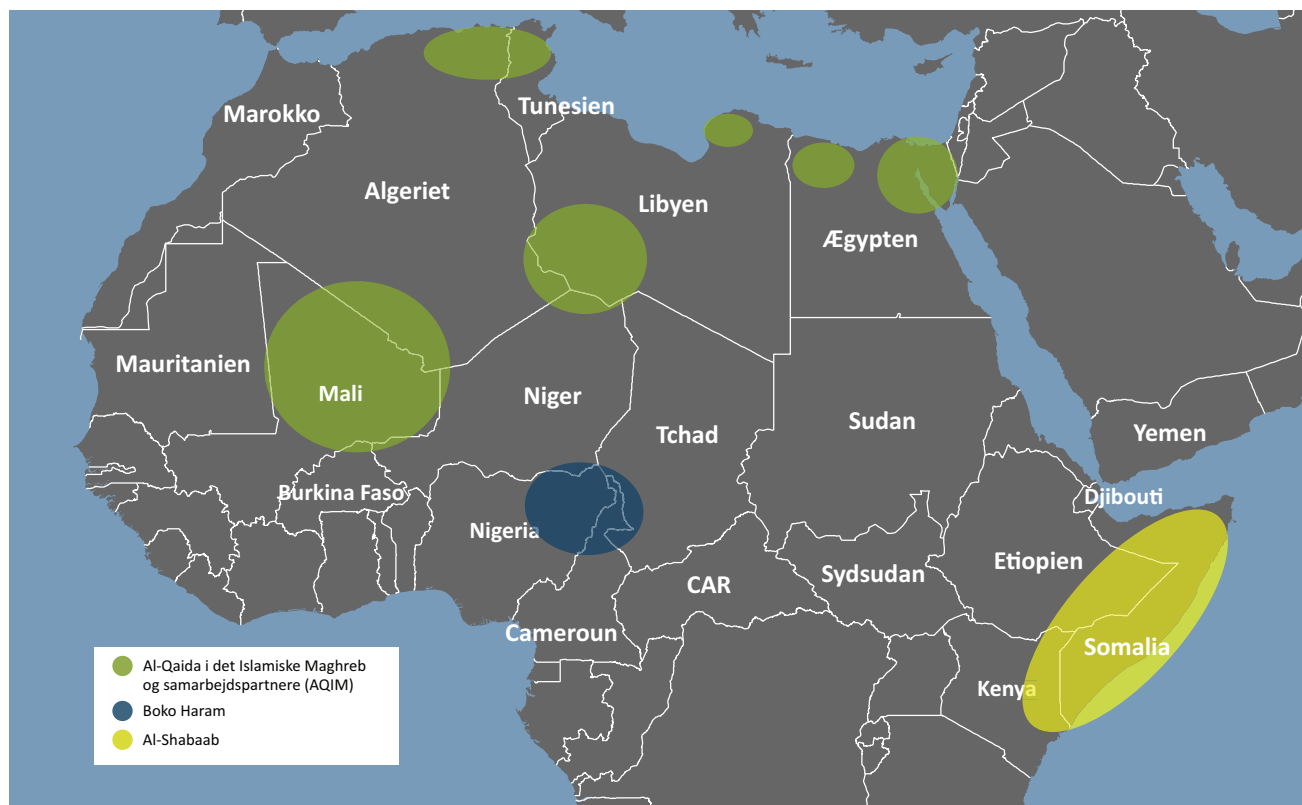 Marokko
Tunesien
Algeriet
Libyen
Ægypten
Mauritanien
Mali
Niger
Tchad
Sudan
Yemen
Burkina Faso
Djibouti
Nigeria
Etiopien
CAR
Sydsudan
Cameroun
Somalia
Kenya
Al-Qaida i det Islamiske Maghreb
og samarbejdspartnere (AQIM)
Boko Haram
Al-Shabaab